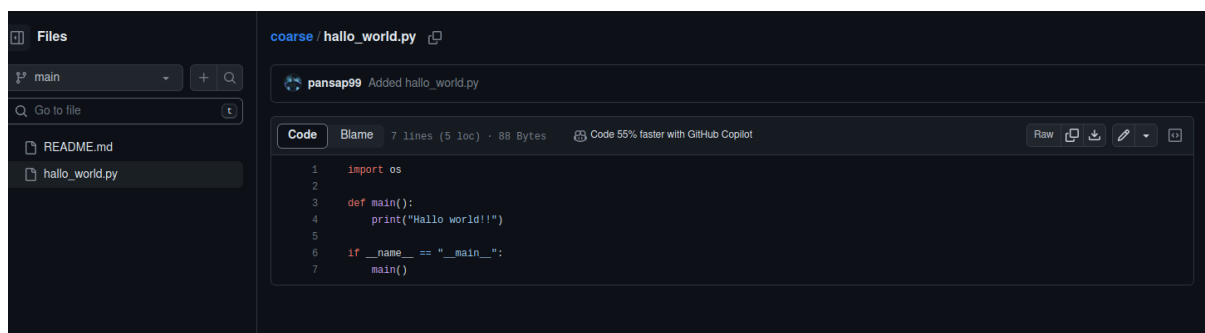 Files
main
Go to file
t
README.md
hallo_world.py
coarse / hallo_world.py
pansap99 Added hallo_world.py
Code Blame 7 lines (5 loc) · 88 Bytes Code 55% faster with GitHub Copilot Raw
1 import os
2
3 def main():
4     print("Hallo world!!")
5
6 if __name__ == "__main__":
7     main()